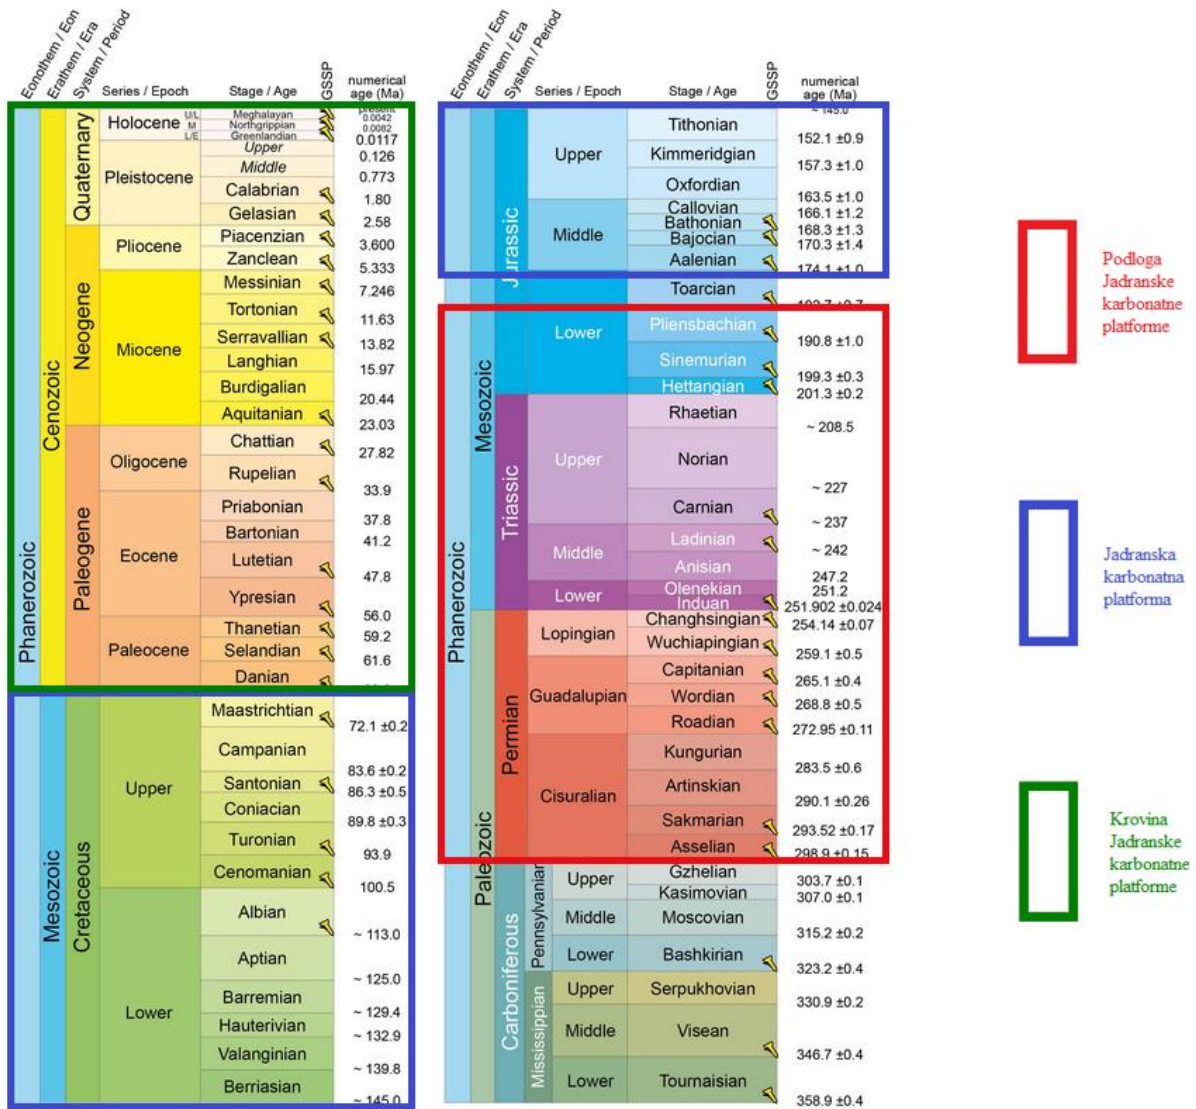 Eonothem / Eon
Erathem / Era
System / Period
Series / Epoch
Stage / Age
GSSP
numerical
age (Ma)
Phanerozoic
Cenozoic
Quaternary
Holocene
U/L
M
L/E
Meghalayan
Northgrippian
Greenlandian
present
0.0042
0.0082
0.0117
Pleistocene
Upper
0.126
Middle
0.773
Calabrian
1.80
Gelasian
2.58
Neogene
Pliocene
Piacenzian
3.600
Zanclean
5.333
Miocene
Messinian
7.246
Tortonian
11.63
Serravallian
13.82
Langhian
15.97
Burdigalian
20.44
Aquitanian
23.03
Paleogene
Oligocene
Chattian
27.82
Rupelian
33.9
Eocene
Priabonian
37.8
Bartonian
41.2
Lutetian
47.8
Ypresian
56.0
Paleocene
Thanetian
59.2
Selandian
61.6
Danian
Mesozoic
Cretaceous
Upper
Maastrichtian
72.1 ±0.2
Campanian
83.6 ±0.2
Santonian
86.3 ±0.5
Coniacian
89.8 ±0.3
Turonian
93.9
Cenomanian
100.5
Lower
Albian
~ 113.0
Aptian
~ 125.0
Barremian
~ 129.4
Hauterivian
~ 132.9
Valanginian
~ 139.8
Berriasian
~ 145.0
Eonothem / Eon
Erathem / Era
System / Period
Series / Epoch
Stage / Age
GSSP
numerical
age (Ma)
~ 145.0
Phanerozoic
Mesozoic
Jurassic
Upper
Tithonian
152.1 ±0.9
Kimmeridgian
157.3 ±1.0
Oxfordian
163.5 ±1.0
Middle
Callovian
166.1 ±1.2
Bathonian
168.3 ±1.3
Bajocian
170.3 ±1.4
Aalenian
174.1 ±1.0
Lower
Toarcian
182.7 ±0.7
Pliensbachian
190.8 ±1.0
Sinemurian
199.3 ±0.3
Hettangian
201.3 ±0.2
Triassic
Upper
Rhaetian
~ 208.5
Norian
~ 227
Carnian
~ 237
Middle
Ladinian
~ 242
Anisian
247.2
Lower
Olenekian
251.2
Induan
251.902 ±0.024
Paleozoic
Permian
Lopingian
Changhsingian
254.14 ±0.07
Wuchiapingian
259.1 ±0.5
Guadalupian
Capitanian
265.1 ±0.4
Wordian
268.8 ±0.5
Roadian
272.95 ±0.11
Cisuralian
Kungurian
283.5 ±0.6
Artinskian
290.1 ±0.26
Sakmarian
293.52 ±0.17
Asselian
298.9 ±0.15
Carboniferous
Pennsylvanian
Upper
Gzhelian
303.7 ±0.1
Kasimovian
307.0 ±0.1
Middle
Moscovian
315.2 ±0.2
Lower
Bashkirian
323.2 ±0.4
Mississippian
Upper
Serpukhovian
330.9 ±0.2
Middle
Visean
346.7 ±0.4
Lower
Tournaisian
358.9 ±0.4
Podloga
Jadranske
karbonatne
platforme
Jadranska
karbonatna
platforma
Krovina
Jadranske
karbonatne
platforme